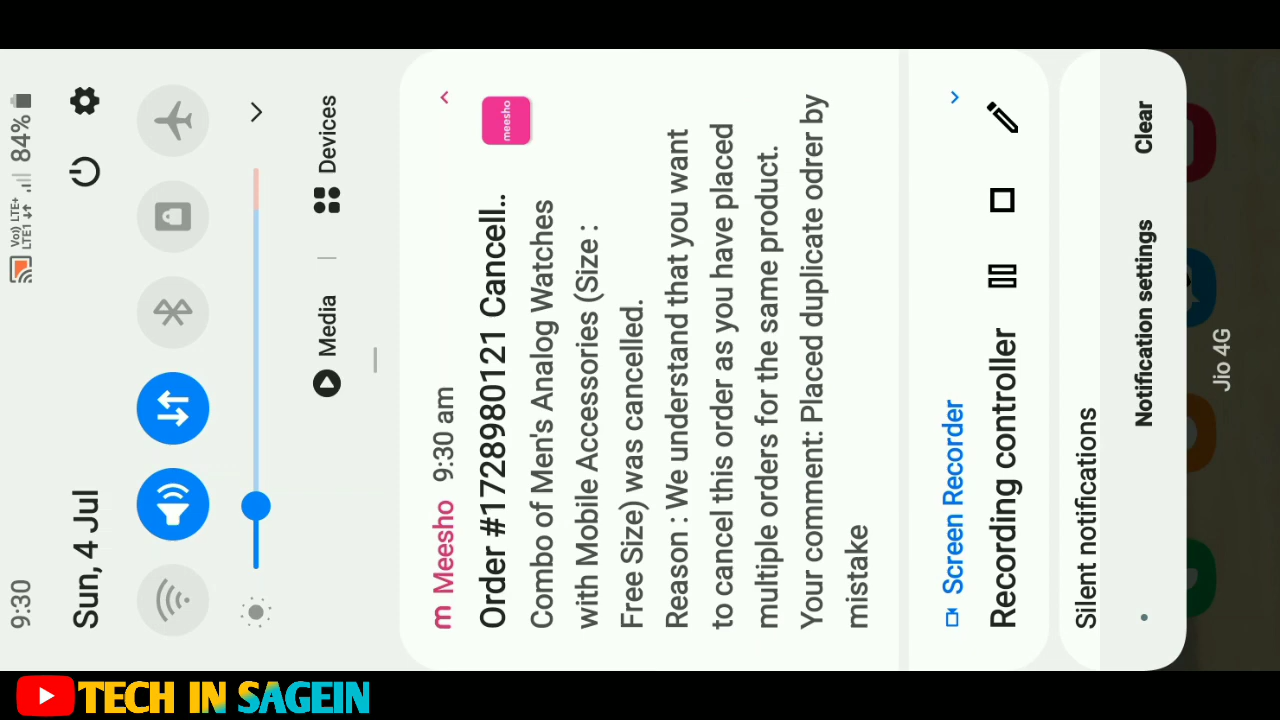 9:30
Vo)) LTE+
LTE1 84%
Sun, 4 Jul
Media
Devices
m Meesho 9:30 am
Order #1728980121 Cancell..
meesho
Combo of Men's Analog Watches
with Mobile Accessories (Size :
Free Size) was cancelled.
Reason : We understand that you want
to cancel this order as you have placed
multiple orders for the same product.
Your comment: Placed duplicate odrer by
mistake
Screen Recorder
Recording controller
Silent notifications
Notification settings
Clear
Jio 4G
TECH IN SAGEIN